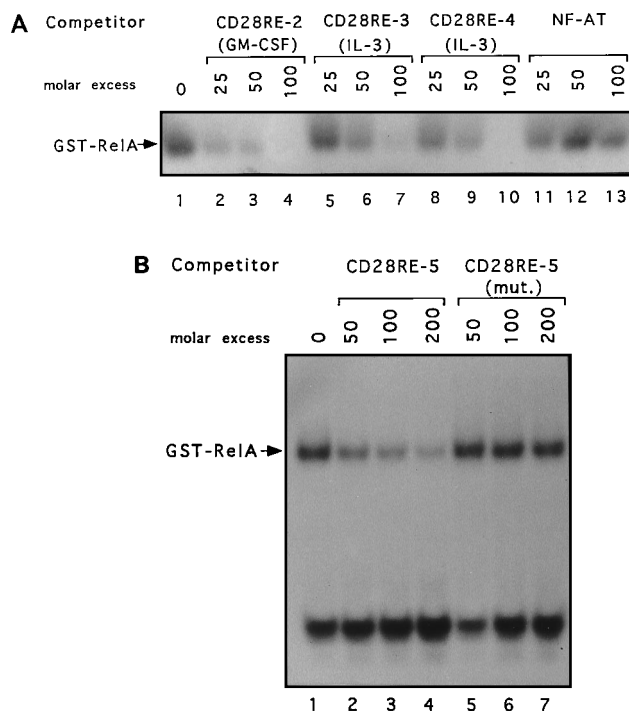 A Competitor CD28RE-2 CD28RE-3 CD28RE-4 NF-AT
(GM-CSF) (IL-3) (IL-3)
molar excess 0 25 50 100 25 50 100 25 50 100 25 50 100
GST-RelA
1 2 3 4 5 6 7 8 9 10 11 12 13
B Competitor CD28RE-5 CD28RE-5
(mut.)
molar excess 0 50 100 200 50 100 200
GST-RelA
1 2 3 4 5 6 7